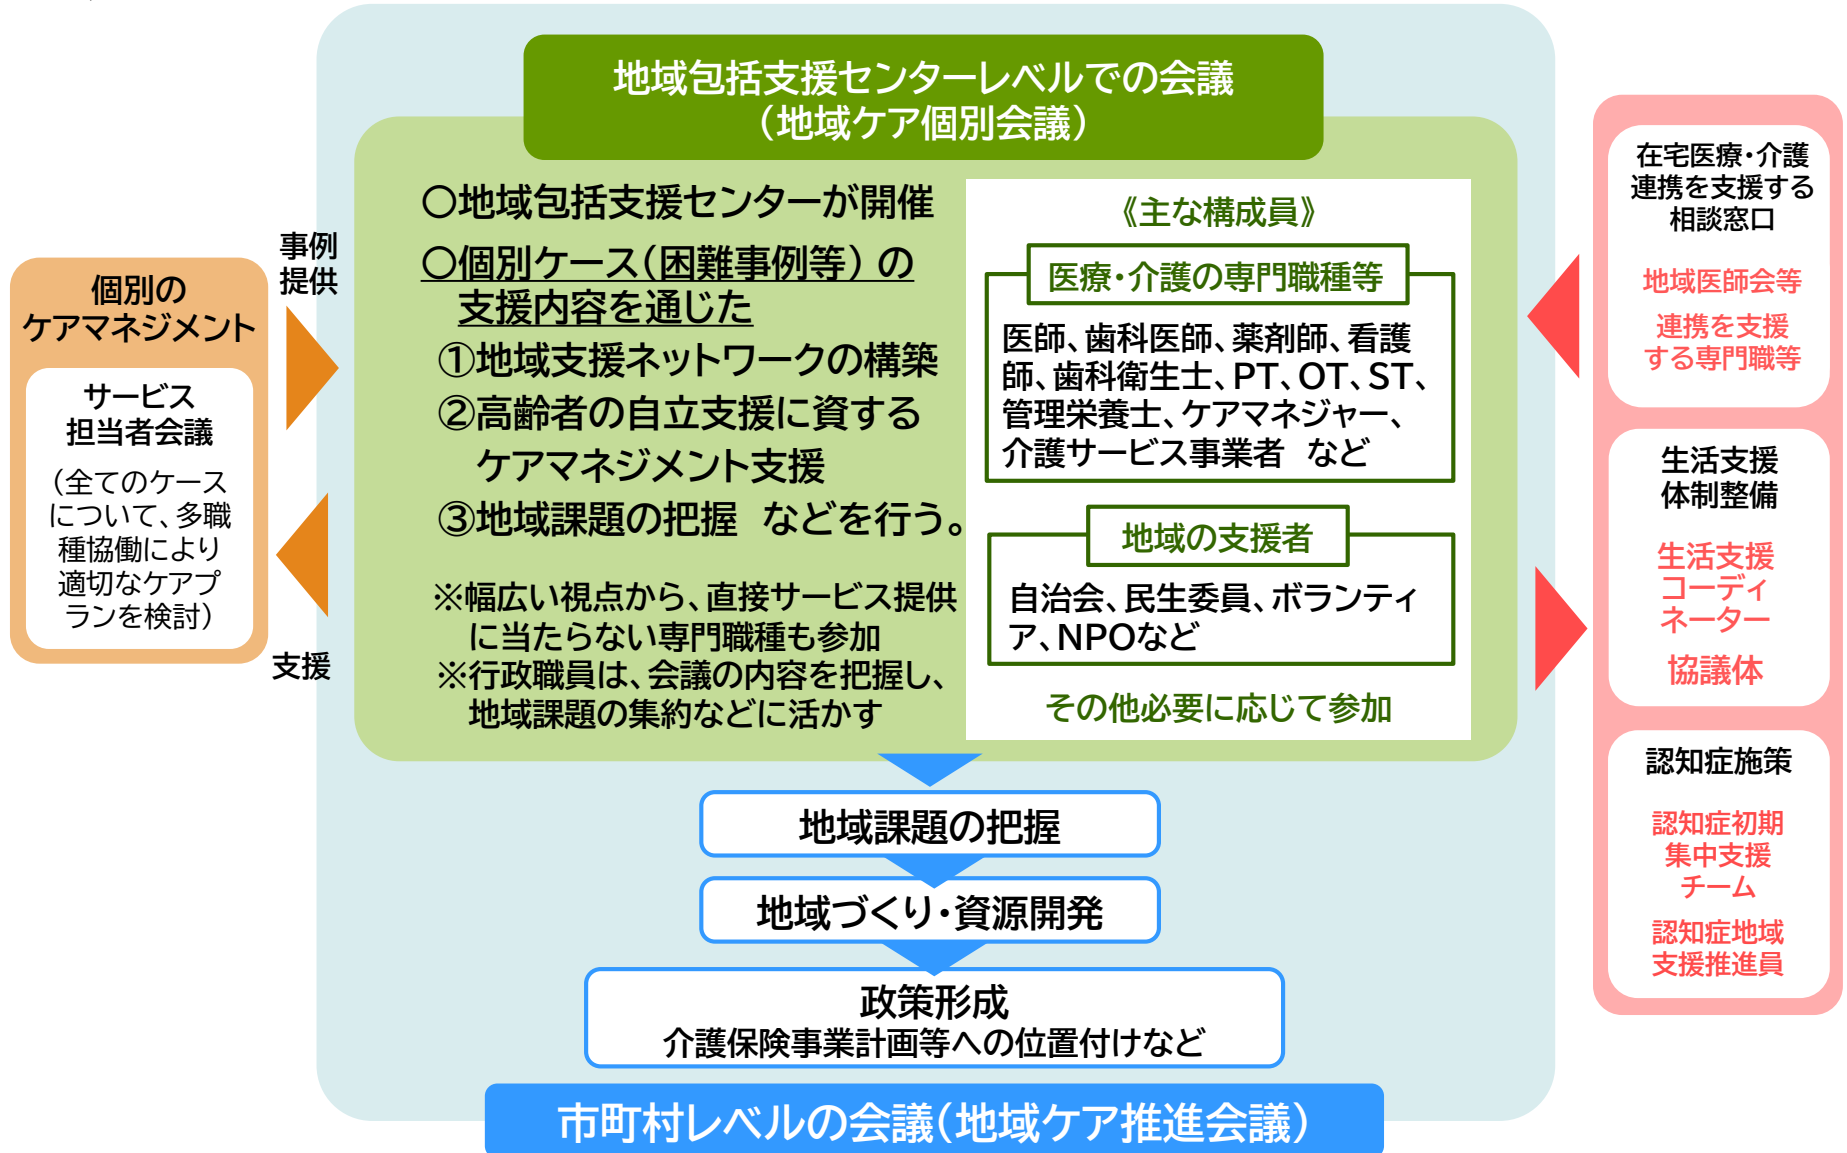 地域包括支援センターレベルでの会議
（地域ケア個別会議）
事例
提供
個別の
ケアマネジメント
サービス
担当者会議
（全てのケース
について、多職
種協働により
適切なケアプ
ランを検討）
支援
〇地域包括支援センターが開催
〇個別ケース（困難事例等）の
支援内容を通じた
①地域支援ネットワークの構築
②高齢者の自立支援に資する
ケアマネジメント支援
③地域課題の把握　などを行う。
※幅広い視点から、直接サービス提供
に当たらない専門職種も参加
※行政職員は、会議の内容を把握し、
地域課題の集約などに活かす
《主な構成員》
医療・介護の専門職種等
医師、歯科医師、薬剤師、看護
師、歯科衛生士、PT、OT、ST、
管理栄養士、ケアマネジャー、
介護サービス事業者　など
地域の支援者
自治会、民生委員、ボランティ
ア、NPOなど
その他必要に応じて参加
在宅医療・介護
連携を支援する
相談窓口
地域医師会等
連携を支援
する専門職等
生活支援
体制整備
生活支援
コーディ
ネーター
協議体
認知症施策
認知症初期
集中支援
チーム
認知症地域
支援推進員
地域課題の把握
地域づくり・資源開発
政策形成
介護保険事業計画等への位置付けなど
市町村レベルの会議（地域ケア推進会議）